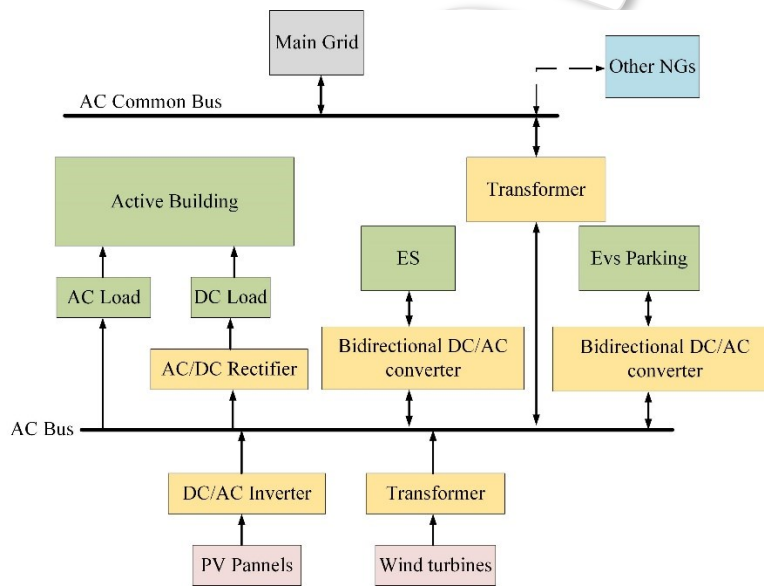 Main Grid
Other NGs
AC Common Bus
Transformer
Active Building
ES
Evs Parking
AC Load
DC Load
AC/DC Rectifier
Bidirectional DC/AC
converter
Bidirectional DC/AC
converter
AC Bus
DC/AC Inverter
Transformer
PV Pannels
Wind turbines